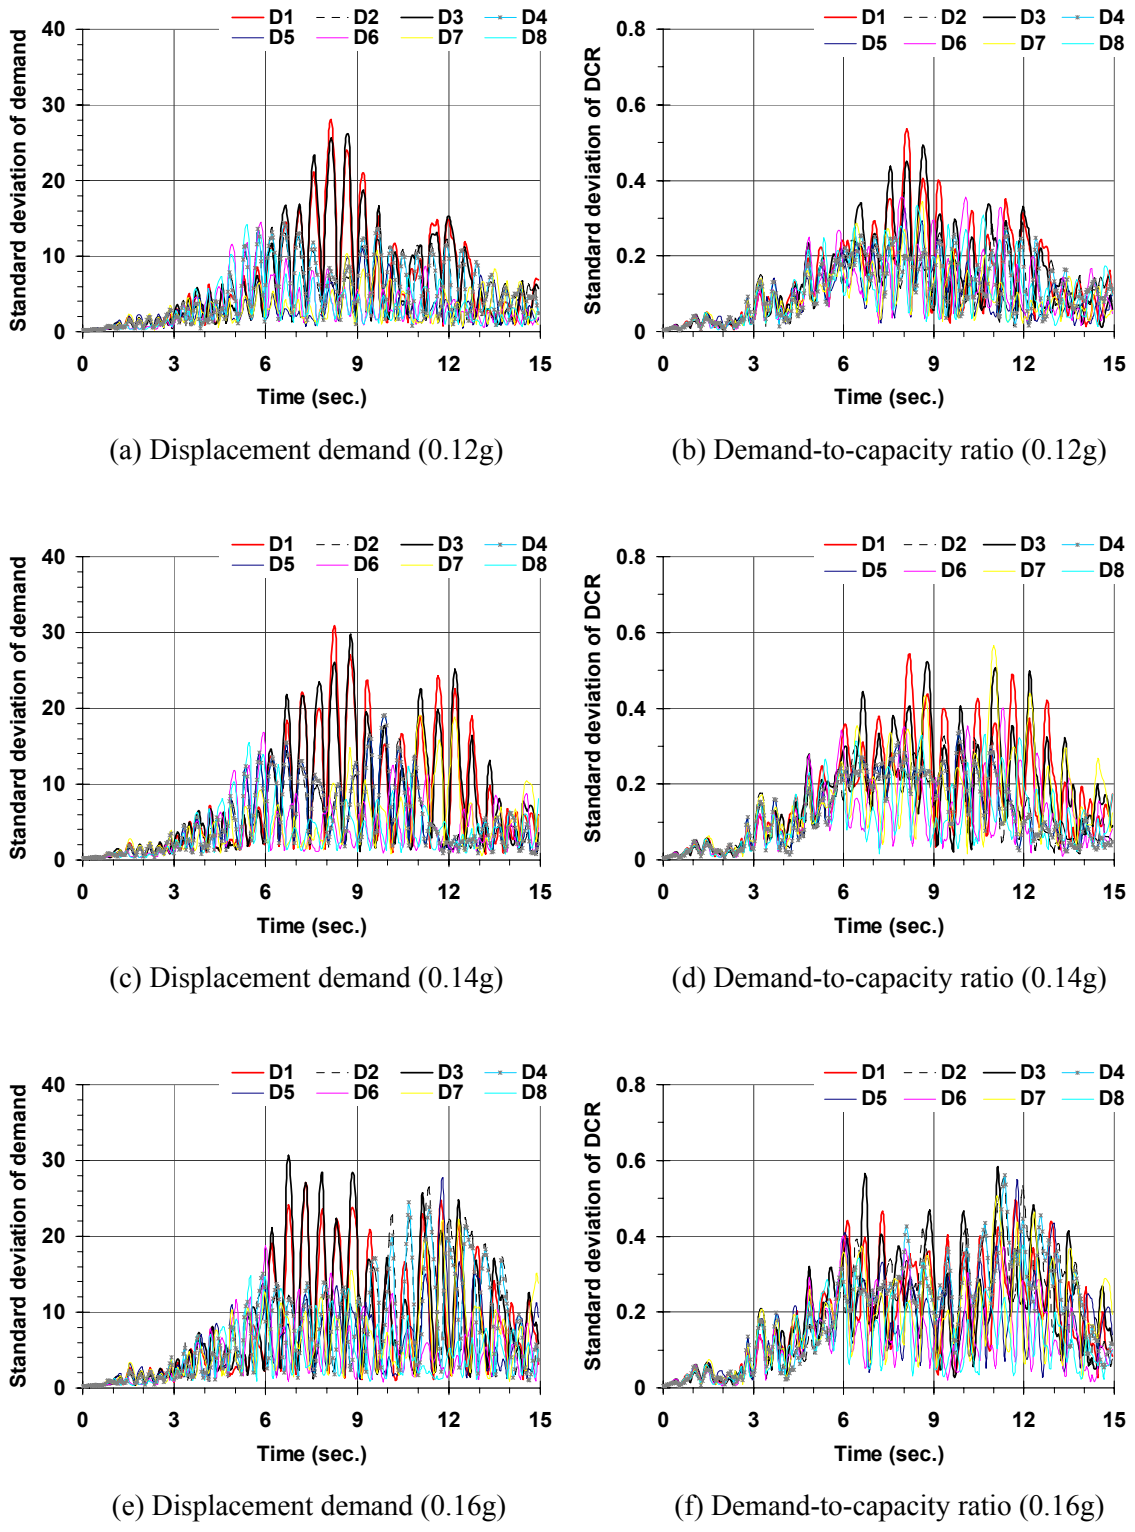 D1 D2 D3 D4
D5 D6 D7 D8
Standard deviation of demand
40
30
20
10
0
0 3 6 9 12 15
Time (sec.)
(a) Displacement demand (0.12g)
D1 D2 D3 D4
D5 D6 D7 D8
Standard deviation of DCR
0.8
0.6
0.4
0.2
0
0 3 6 9 12 15
Time (sec.)
(b) Demand-to-capacity ratio (0.12g)
D1 D2 D3 D4
D5 D6 D7 D8
Standard deviation of demand
40
30
20
10
0
0 3 6 9 12 15
Time (sec.)
(c) Displacement demand (0.14g)
D1 D2 D3 D4
D5 D6 D7 D8
Standard deviation of DCR
0.8
0.6
0.4
0.2
0
0 3 6 9 12 15
Time (sec.)
(d) Demand-to-capacity ratio (0.14g)
D1 D2 D3 D4
D5 D6 D7 D8
Standard deviation of demand
40
30
20
10
0
0 3 6 9 12 15
Time (sec.)
(e) Displacement demand (0.16g)
D1 D2 D3 D4
D5 D6 D7 D8
Standard deviation of DCR
0.8
0.6
0.4
0.2
0
0 3 6 9 12 15
Time (sec.)
(f) Demand-to-capacity ratio (0.16g)